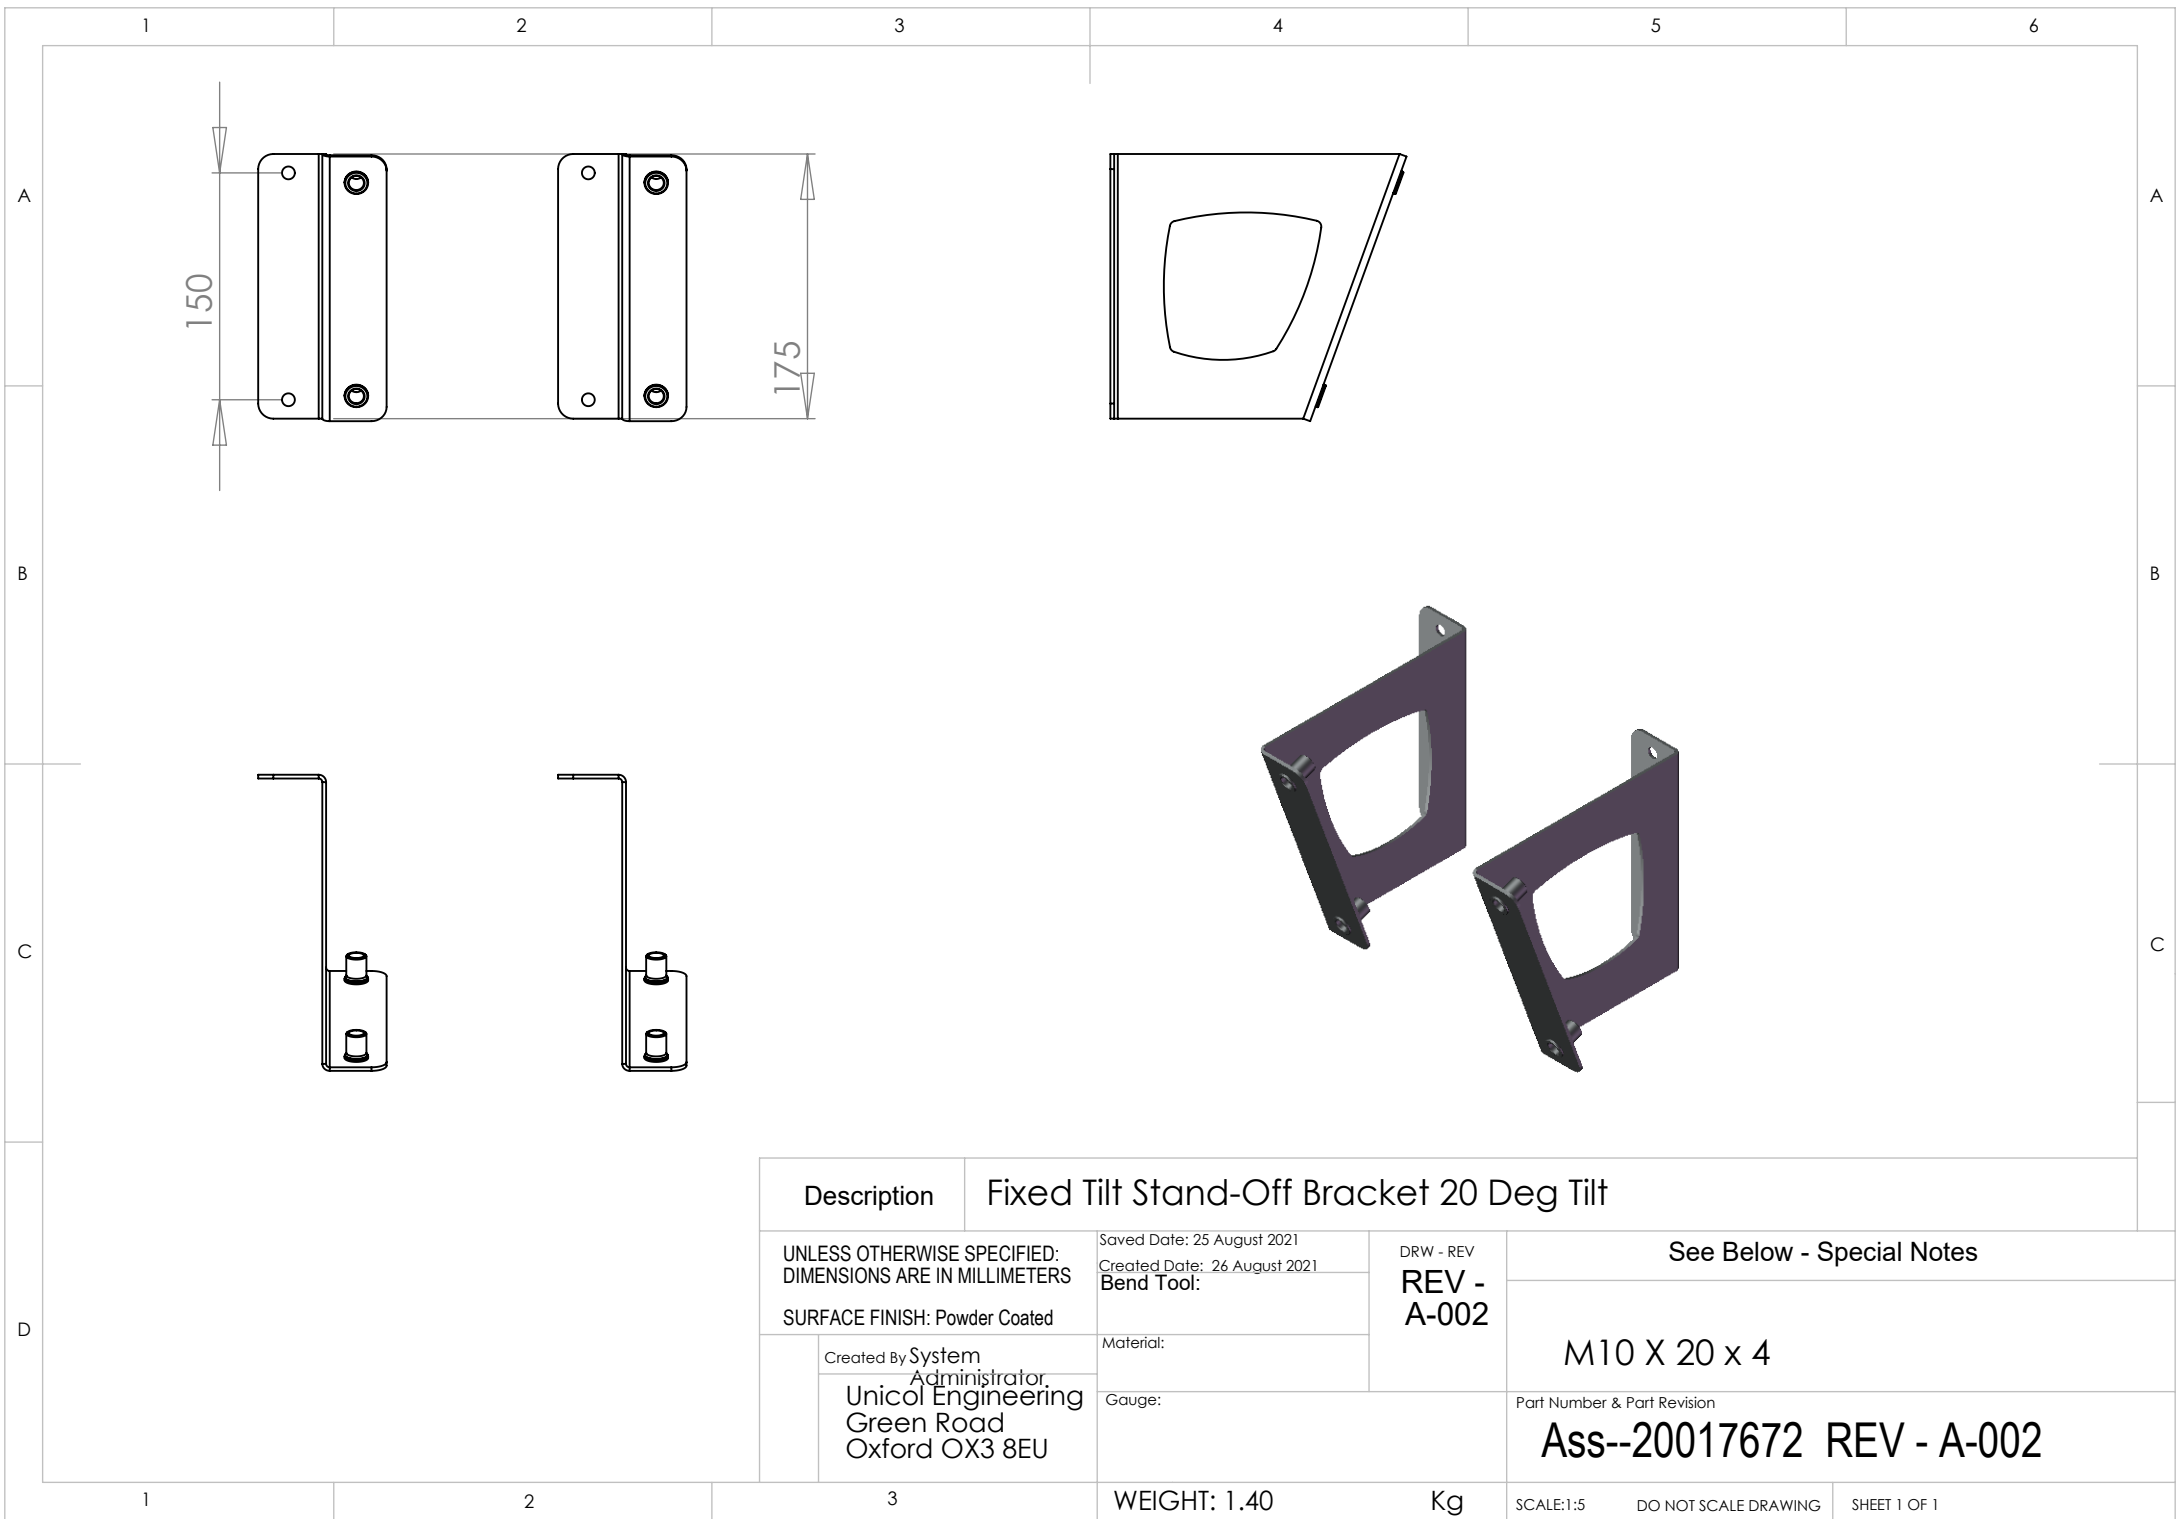 1 2 3 4 5 6
A A
150
175
B B
C C
D
Description Fixed Tilt Stand-Off Bracket 20 Deg Tilt
UNLESS OTHERWISE SPECIFIED:
DIMENSIONS ARE IN MILLIMETERS
SURFACE FINISH: Powder Coated
Saved Date: 25 August 2021
Created Date: 26 August 2021
Bend Tool:
DRW - REV
REV -
A-002
See Below - Special Notes
M10 X 20 x 4
Created By System
Administrator
Unicol Engineering
Green Road
Oxford OX3 8EU
Material:
Gauge:
Part Number & Part Revision
Ass--20017672 REV - A-002
1 2 3
WEIGHT: 1.40 Kg
SCALE:1:5 DO NOT SCALE DRAWING SHEET 1 OF 1